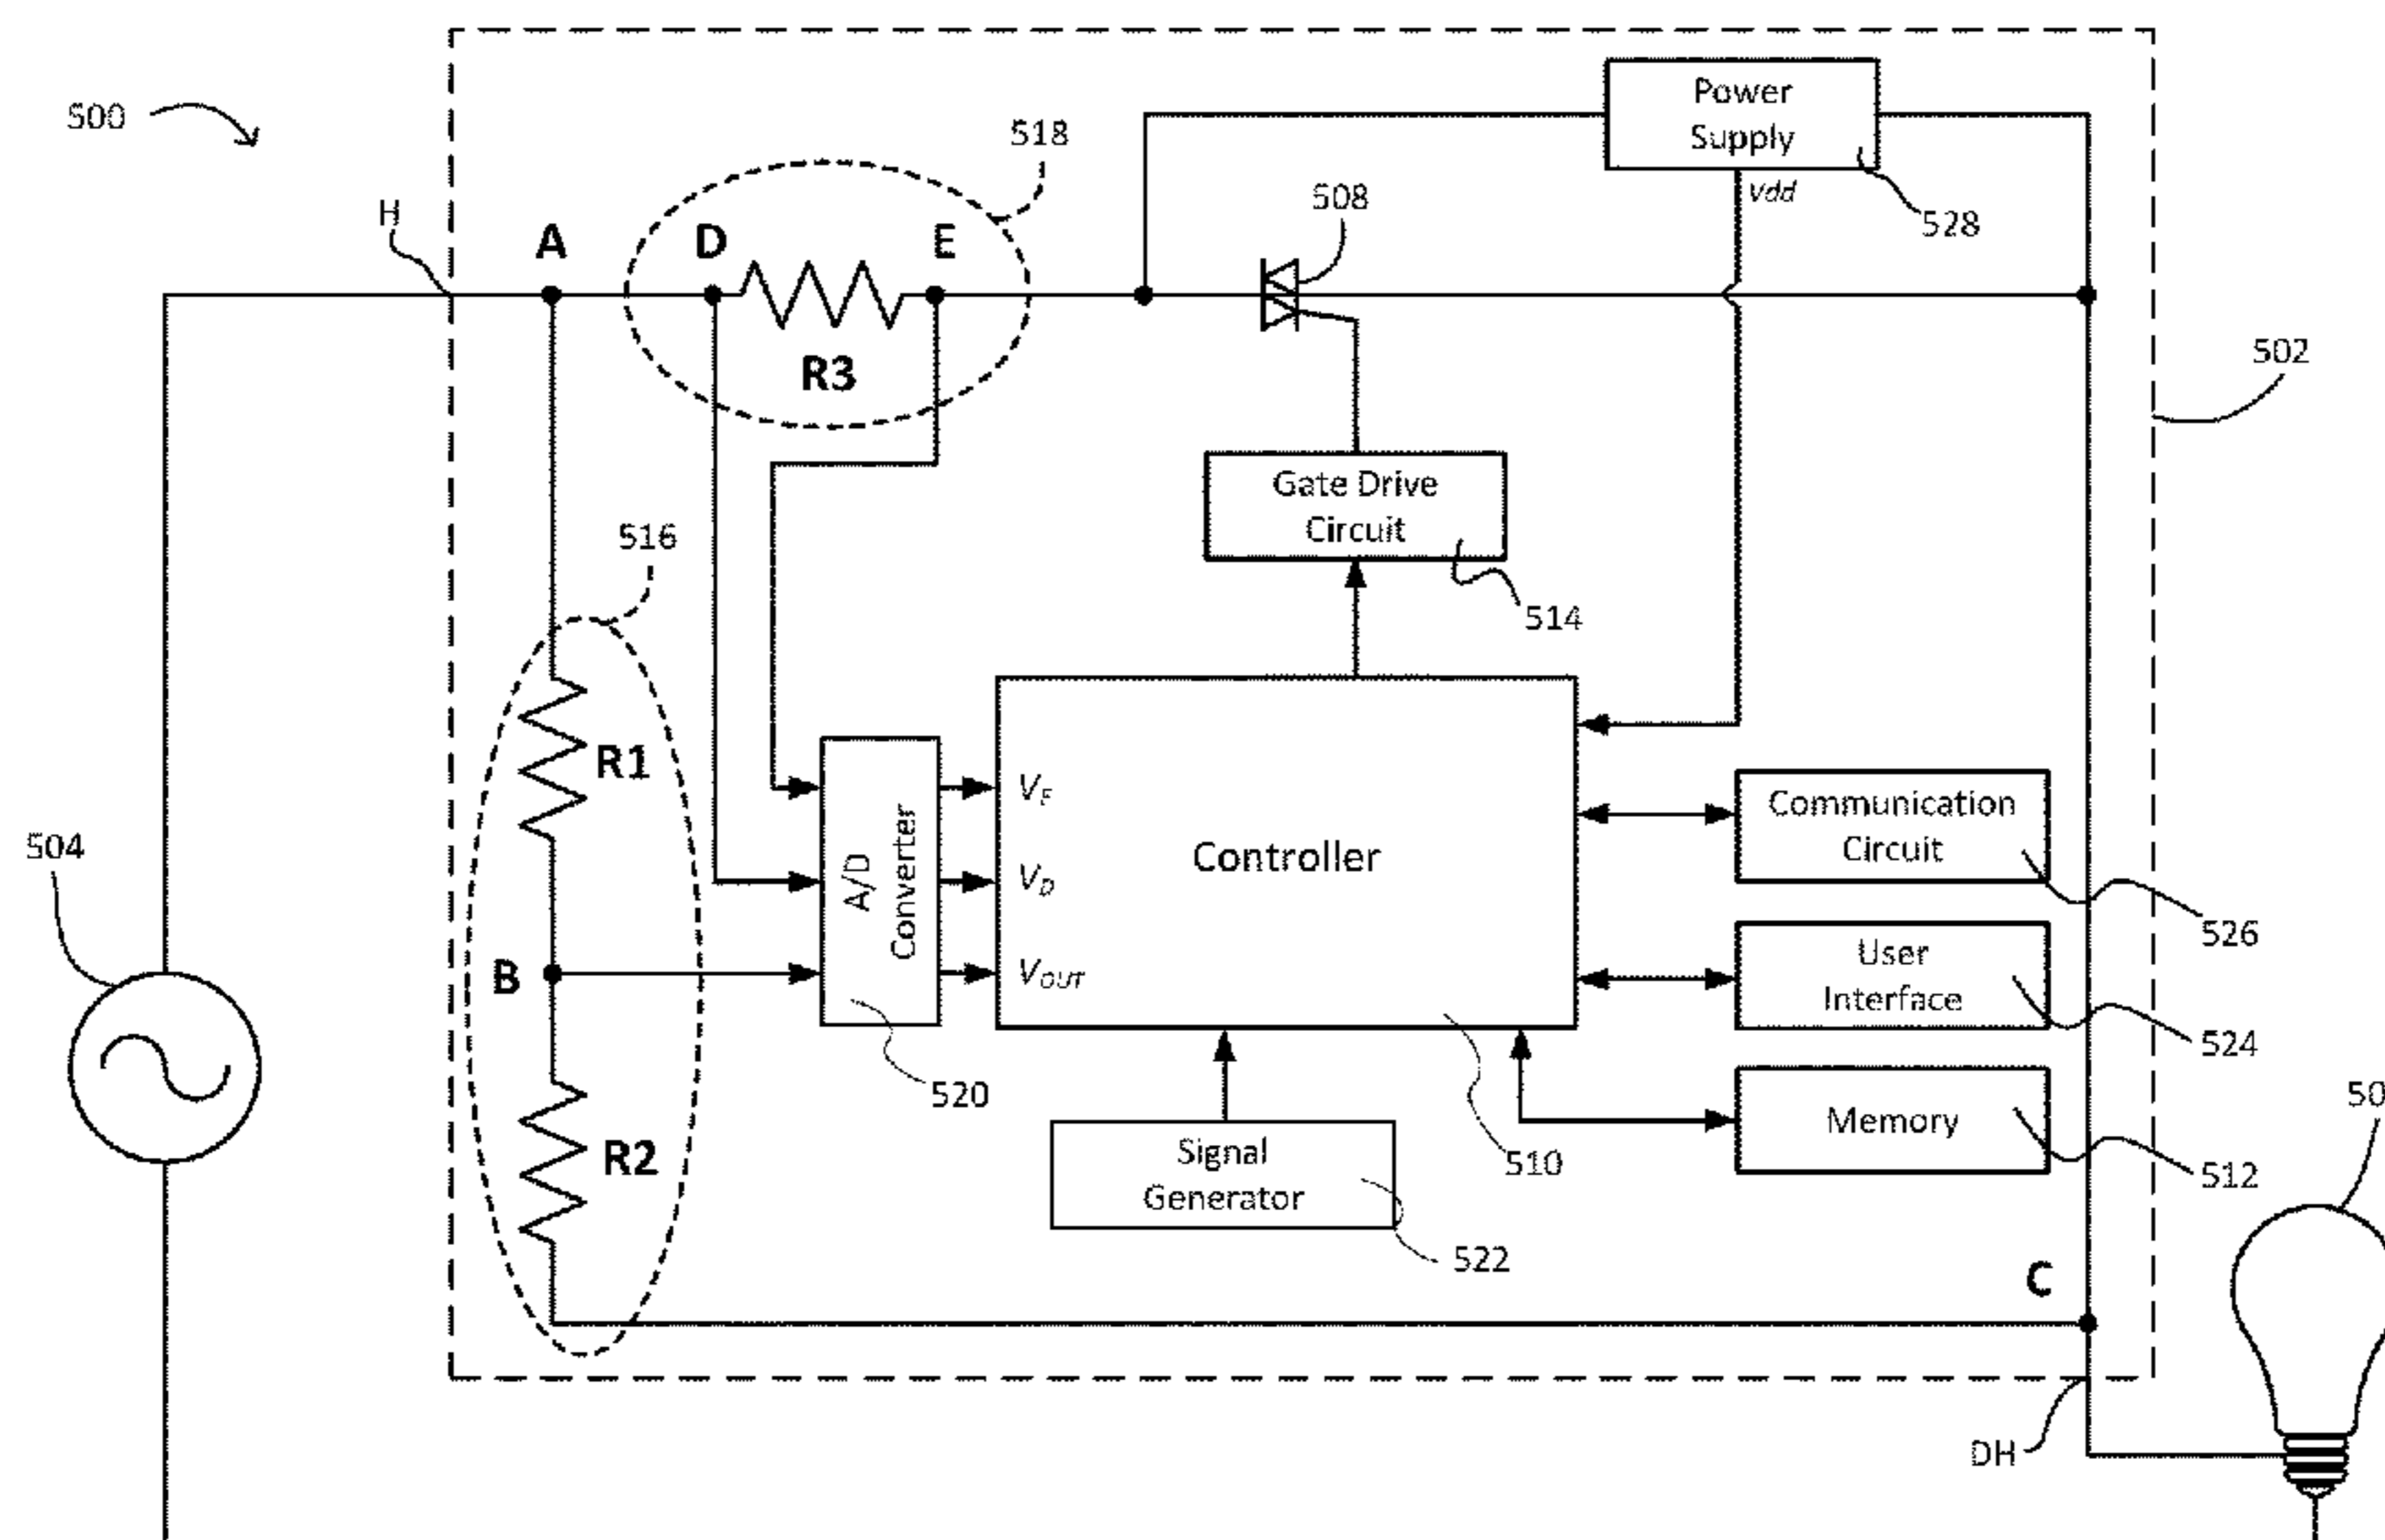 Power
Supply
500
518
508
Vdd
528
H
A
D
E
R3
502
Gate Drive
Circuit
514
516
R1
504
A/D
Converter
VE
VD
VOUT
Controller
Communication
Circuit
526
B
User
Interface
524
520
R2
Signal
Generator
510
Memory
512
50
522
C
DH